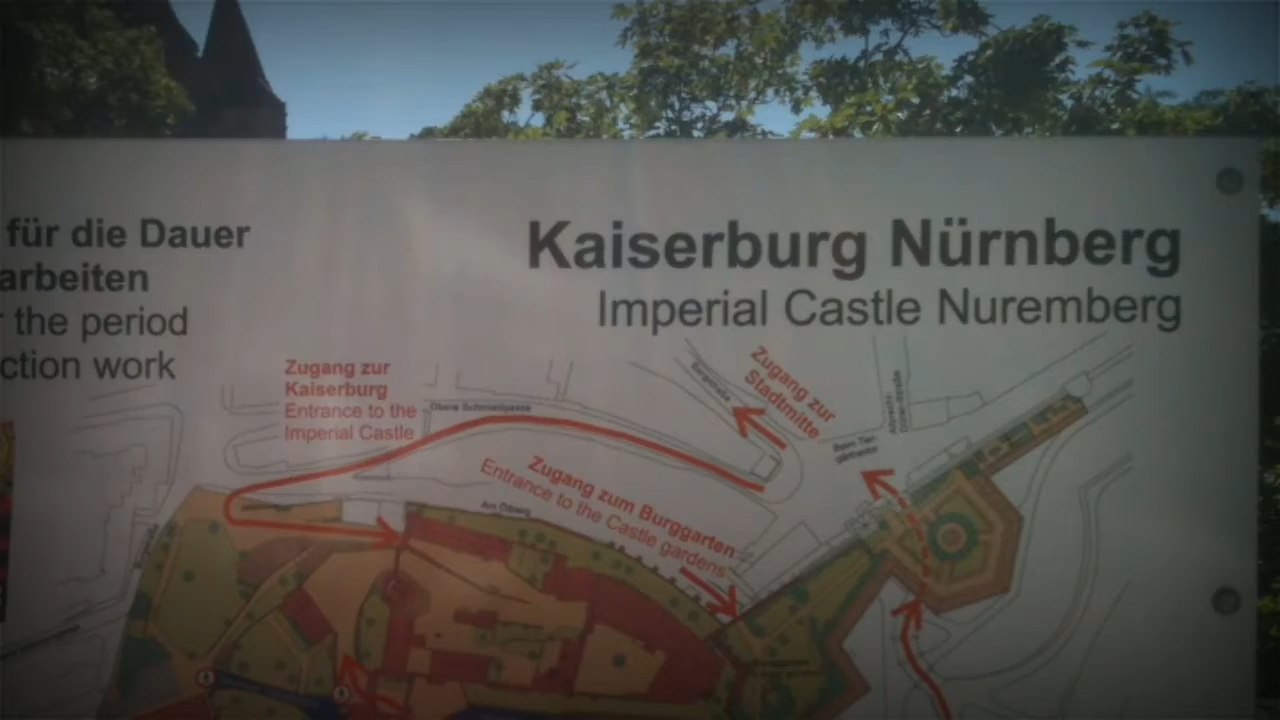 für die Dauer
arbeiten
the period
ction work
Kaiserburg Nürnberg
Imperial Castle Nuremberg
Zugang zur
Kaiserburg
Entrance to the
Imperial Castle
Obere Schmiedgasse
Zugang zur
Stadtmitte
Zugang zum Burggarten
Entrance to the Castle gardens
Am Ölberg